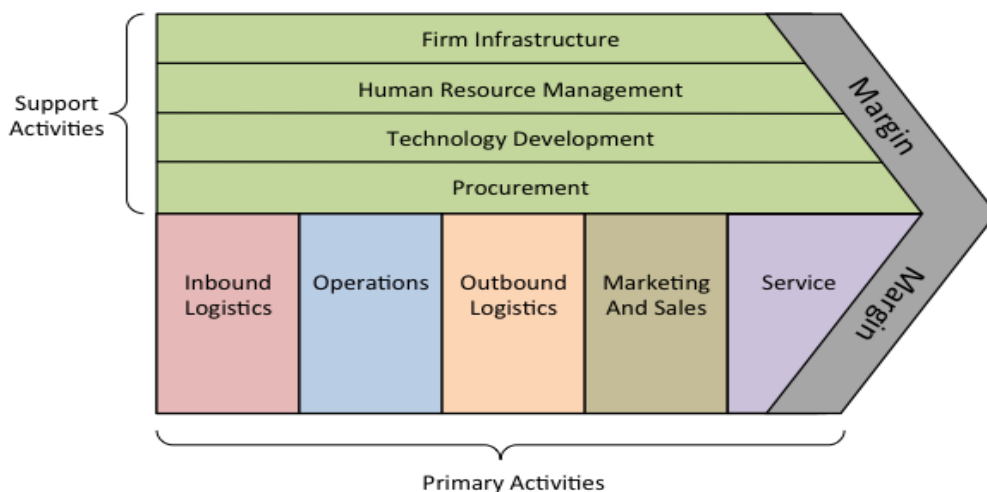 Firm Infrastructure
Human Resource Management
Technology Development
Procurement
Support
Activities
Margin
Inbound
Logistics
Operations
Outbound
Logistics
Marketing
And Sales
Service
Margin
Primary Activities